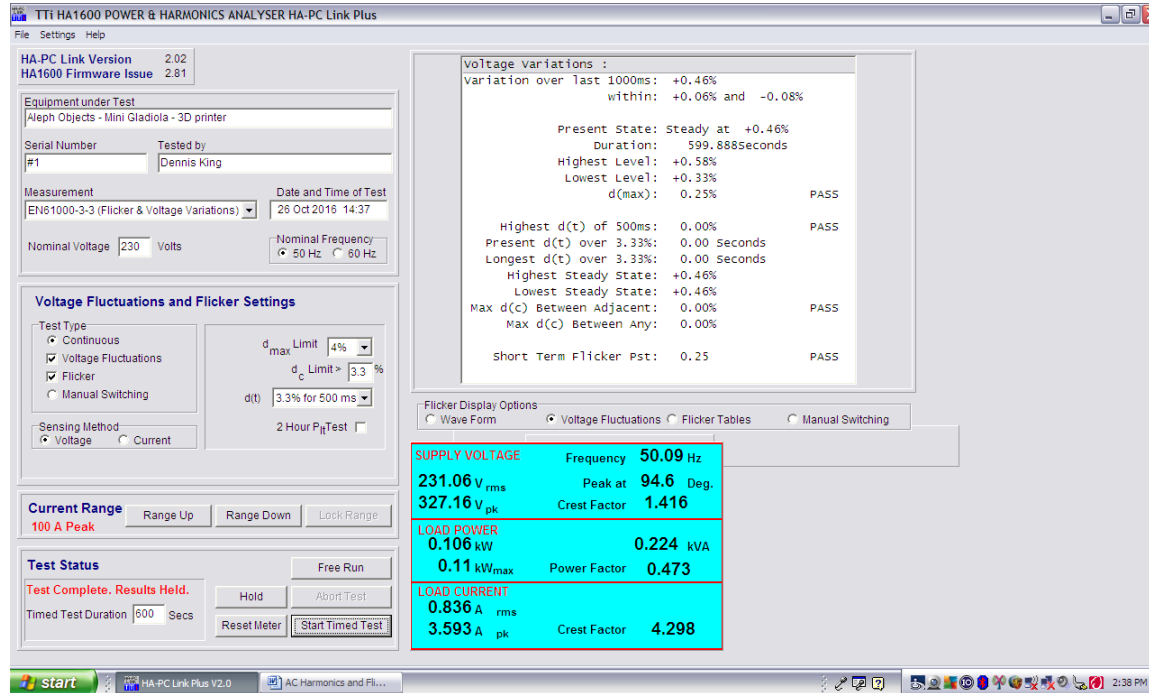 TTi HA1600 POWER & HARMONICS ANALYSER HA-PC Link Plus
File Settings Help
HA-PC Link Version 2.02
HA1600 Firmware Issue 2.81
Equipment under Test
Aleph Objects - Mini Gladiola - 3D printer
Serial Number Tested by
#1 Dennis King
Measurement Date and Time of Test
EN61000-3-3 (Flicker & Voltage Variations) 26 Oct 2016 14:37
Nominal Voltage 230 Volts
Nominal Frequency
50 Hz 60 Hz
Voltage Fluctuations and Flicker Settings
Test Type
Continuous
Voltage Fluctuations
Flicker
Manual Switching
dmax Limit 4%
dc Limit > 3.3 %
d(t) 3.3% for 500 ms
2 Hour PltTest
Sensing Method
Voltage Current
Current Range
100 A Peak
Range Up Range Down Lock Range
Test Status
Free Run
Test Complete. Results Held.
Hold Abort Test
Timed Test Duration 600 Secs
Reset Meter Start Timed Test
Voltage Variations :
Variation over last 1000ms: +0.46%
within: +0.06% and -0.08%
Present State: Steady at +0.46%
Duration: 599.888Seconds
Highest Level: +0.58%
Lowest Level: +0.33%
d(max): 0.25% PASS
Highest d(t) of 500ms: 0.00% PASS
Present d(t) over 3.33%: 0.00 Seconds
Longest d(t) over 3.33%: 0.00 Seconds
Highest Steady State: +0.46%
Lowest Steady State: +0.46%
Max d(c) Between Adjacent: 0.00% PASS
Max d(c) Between Any: 0.00%
Short Term Flicker Pst: 0.25 PASS
Flicker Display Options
Wave Form Voltage Fluctuations Flicker Tables Manual Switching
SUPPLY VOLTAGE Frequency 50.09 Hz
231.06 V rms Peak at 94.6 Deg.
327.16 V pk Crest Factor 1.416
LOAD POWER
0.106 kW 0.224 kVA
0.11 kWmax Power Factor 0.473
LOAD CURRENT
0.836 A rms
3.593 A pk Crest Factor 4.298
start HA-PC Link Plus V2.0 AC Harmonics and Fli... 2:38 PM